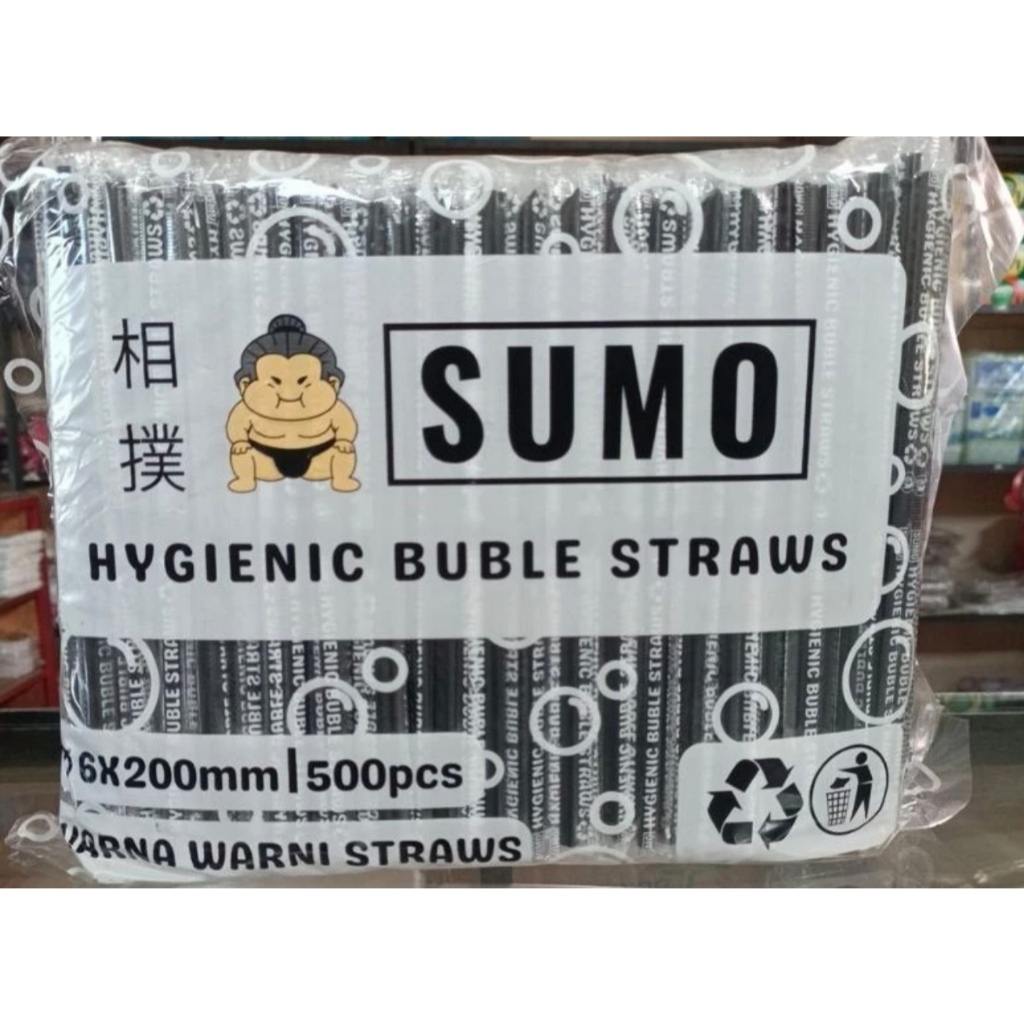 相
撲
SUMO
HYGIENIC BUBLE STRAWS
6X200mm|500pcs
WARNA WARNI STRAWS